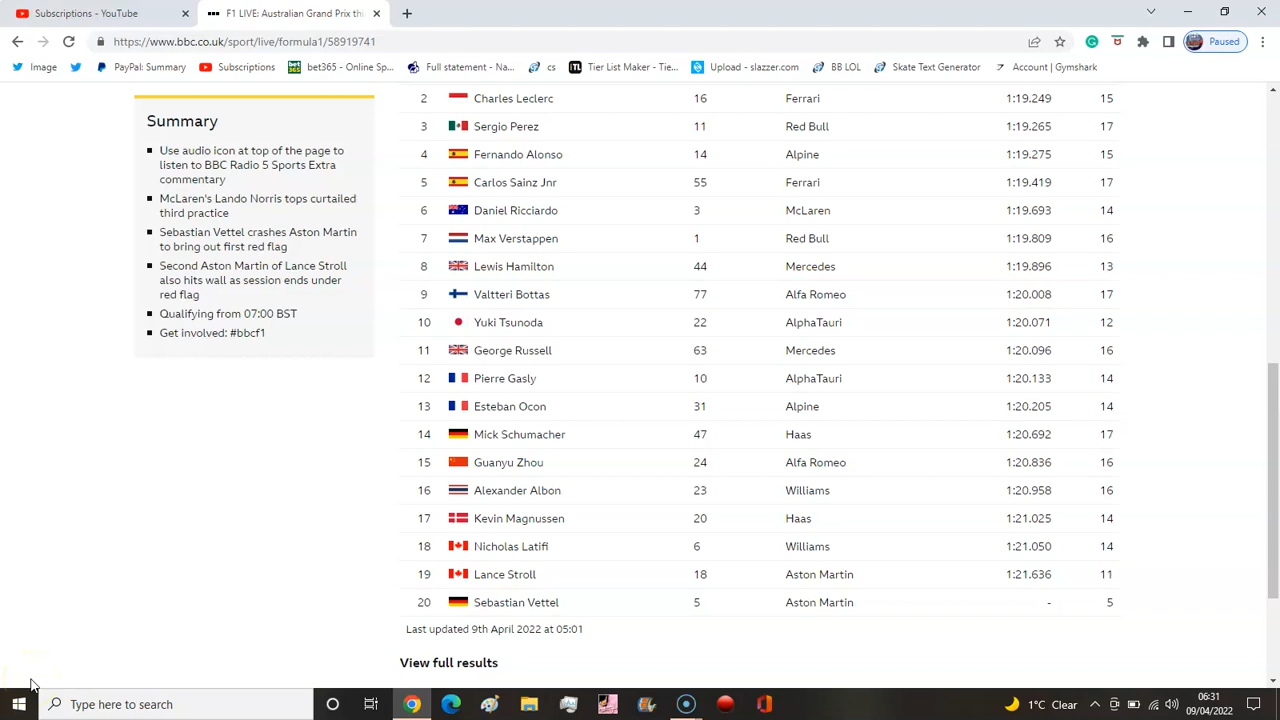 Subscriptions - YouTube
F1 LIVE: Australian Grand Prix th
https://www.bbc.co.uk/sport/live/formula1/58919741
Paused
Image
PayPal: Summary
Subscriptions
bet365 - Online Sp...
Full statement - Na...
cs
Tier List Maker - Tie...
Upload - slazzer.com
BB LOL
Skate Text Generator
Account | Gymshark
Summary
Use audio icon at top of the page to
listen to BBC Radio 5 Sports Extra
commentary
McLaren's Lando Norris tops curtailed
third practice
Sebastian Vettel crashes Aston Martin
to bring out first red flag
Second Aston Martin of Lance Stroll
also hits wall as session ends under
red flag
Qualifying from 07:00 BST
Get involved: #bbcf1
2 Charles Leclerc 16 Ferrari 1:19.249 15
3 Sergio Perez 11 Red Bull 1:19.265 17
4 Fernando Alonso 14 Alpine 1:19.275 15
5 Carlos Sainz Jnr 55 Ferrari 1:19.419 17
6 Daniel Ricciardo 3 McLaren 1:19.693 14
7 Max Verstappen 1 Red Bull 1:19.809 16
8 Lewis Hamilton 44 Mercedes 1:19.896 13
9 Valtteri Bottas 77 Alfa Romeo 1:20.008 17
10 Yuki Tsunoda 22 AlphaTauri 1:20.071 12
11 George Russell 63 Mercedes 1:20.096 16
12 Pierre Gasly 10 AlphaTauri 1:20.133 14
13 Esteban Ocon 31 Alpine 1:20.205 14
14 Mick Schumacher 47 Haas 1:20.692 17
15 Guanyu Zhou 24 Alfa Romeo 1:20.836 16
16 Alexander Albon 23 Williams 1:20.958 16
17 Kevin Magnussen 20 Haas 1:21.025 14
18 Nicholas Latifi 6 Williams 1:21.050 14
19 Lance Stroll 18 Aston Martin 1:21.636 11
20 Sebastian Vettel 5 Aston Martin - 5
Last updated 9th April 2022 at 05:01
View full results
Type here to search
1°C Clear
06:31
09/04/2022